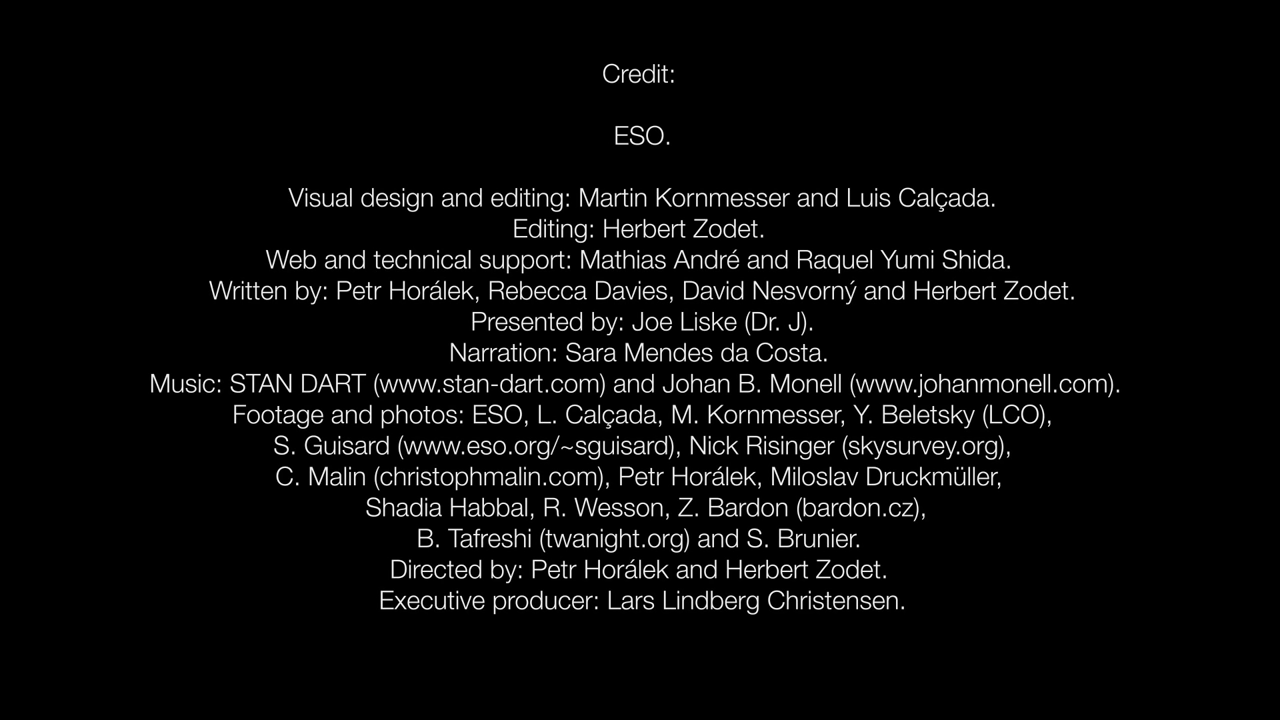 Credit:
ESO.
Visual design and editing: Martin Kornmesser and Luis Calçada.
Editing: Herbert Zodet.
Web and technical support: Mathias André and Raquel Yumi Shida.
Written by: Petr Horálek, Rebecca Davies, David Nesvorný and Herbert Zodet.
Presented by: Joe Liske (Dr. J).
Narration: Sara Mendes da Costa.
Music: STAN DART (www.stan-dart.com) and Johan B. Monell (www.johanmonell.com).
Footage and photos: ESO, L. Calçada, M. Kornmesser, Y. Beletsky (LCO),
S. Guisard (www.eso.org/~sguisard), Nick Risinger (skysurvey.org),
C. Malin (christophmalin.com), Petr Horálek, Miloslav Druckmüller,
Shadia Habbal, R. Wesson, Z. Bardon (bardon.cz),
B. Tafreshi (twanight.org) and S. Brunier.
Directed by: Petr Horálek and Herbert Zodet.
Executive producer: Lars Lindberg Christensen.